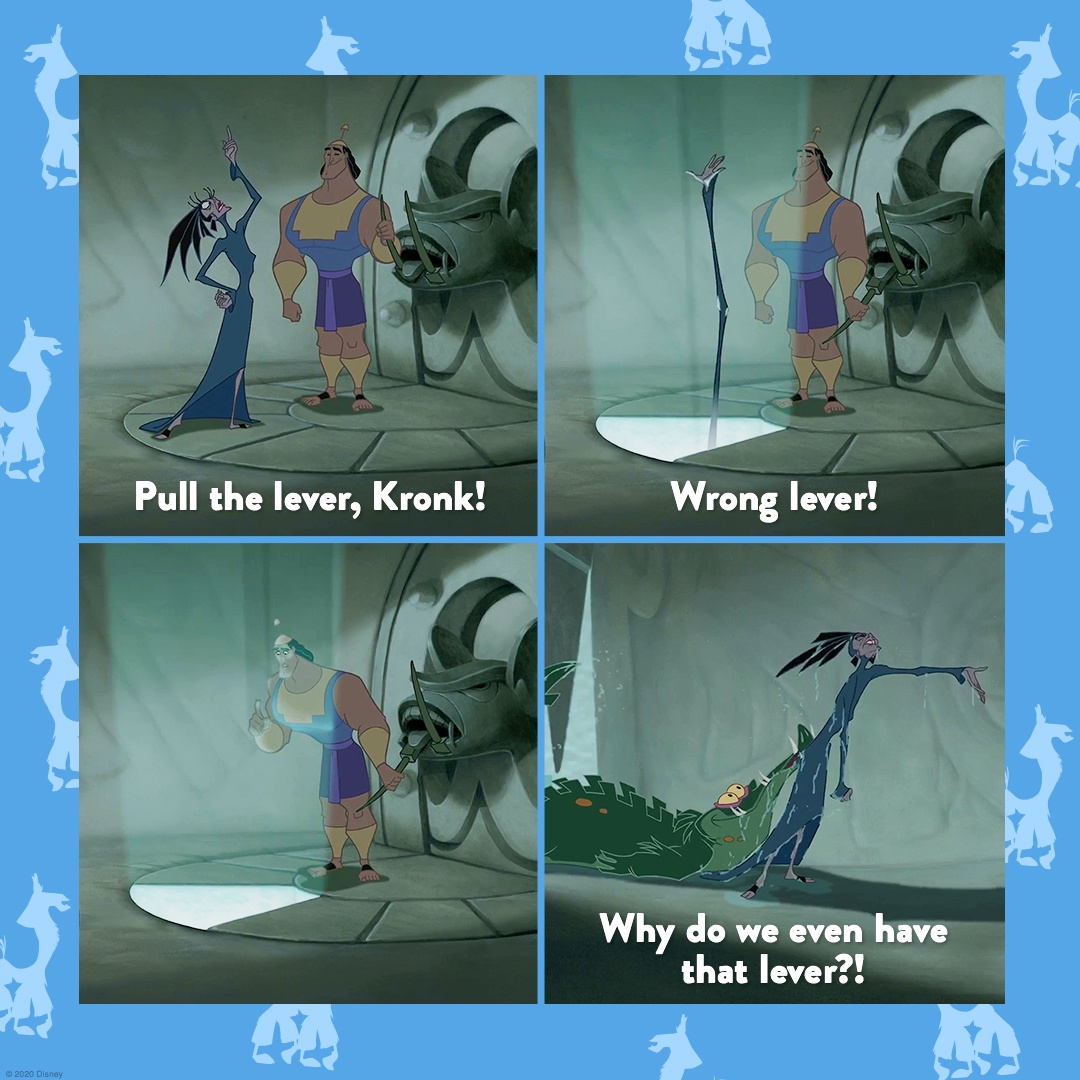 Pull the lever, Kronk!
Wrong lever!
Why do we even have
that lever?!
© 2020 Disney